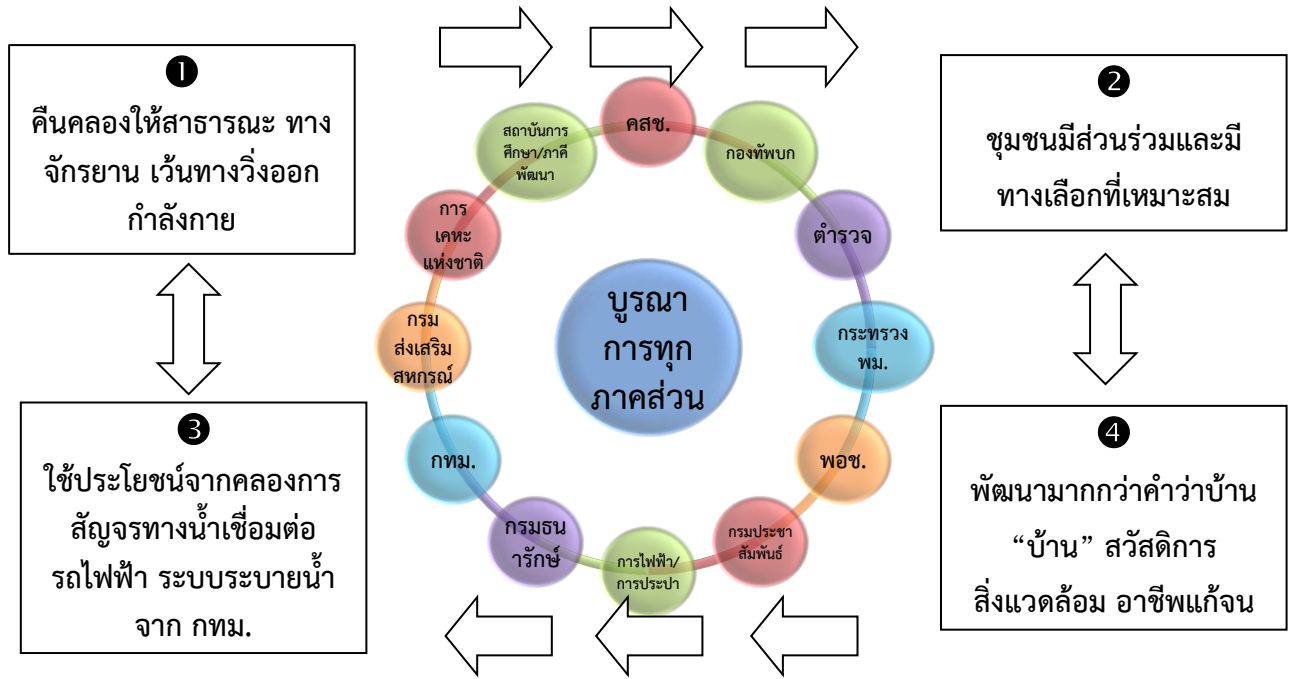 ❶
คืนคลองให้สาธารณะ ทาง
จักรยาน เว้นทางวิ่งออก
กำลังกาย
❷
ชุมชนมีส่วนร่วมและมี
ทางเลือกที่เหมาะสม
คสช.
กองทัพบก
ตำรวจ
กระทรวง
พม.
พอช.
กรมประชา
สัมพันธ์
การไฟฟ้า/
การประปา
กรมธน
ารักษ์
กทม.
กรม
ส่งเสริม
สหกรณ์
การ
เคหะ
แห่งชาติ
สถาบันการ
ศึกษา/ภาคี
พัฒนา
บูรณา
การทุก
ภาคส่วน
❸
ใช้ประโยชน์จากคลองการ
สัญจรทางน้ำเชื่อมต่อ
รถไฟฟ้า ระบบระบายน้ำ
จาก กทม.
❹
พัฒนามากกว่าคำว่าบ้าน
“บ้าน” สวัสดิการ
สิ่งแวดล้อม อาชีพแก้จน